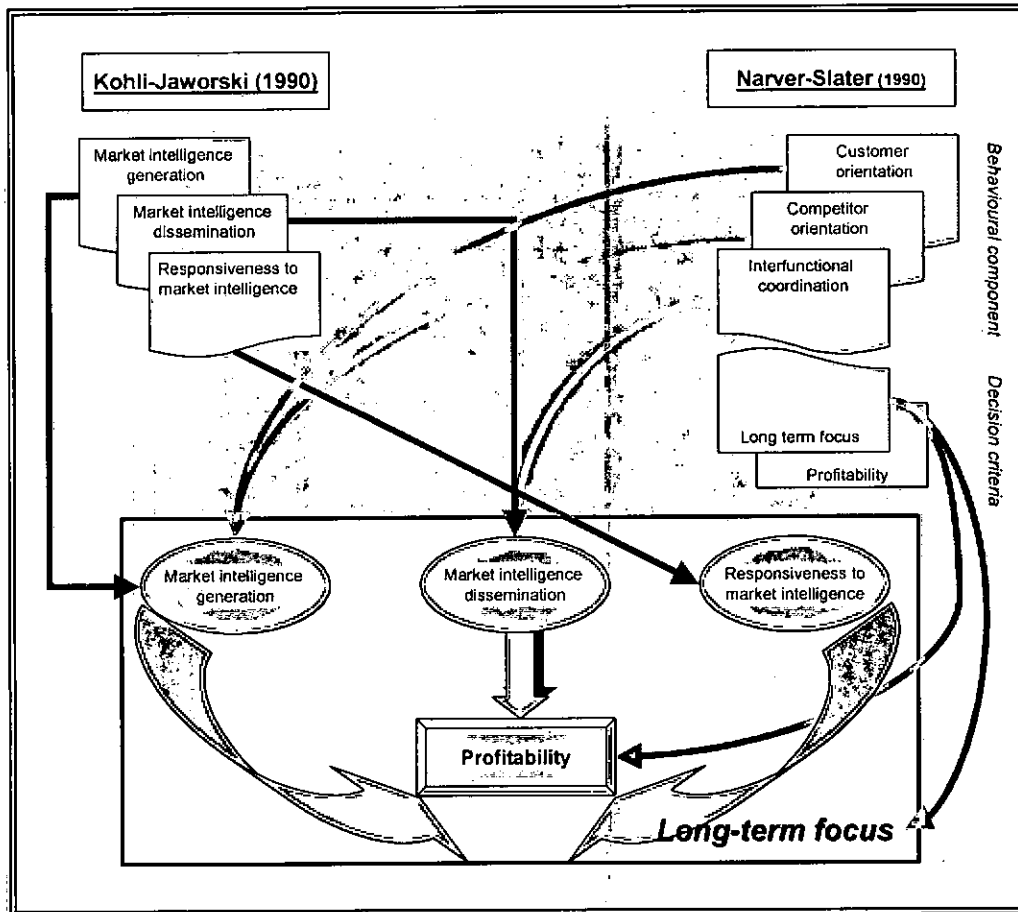 Kohli-Jaworski (1990)
Narver-Slater (1990)
Market intelligence
generation
Market intelligence
dissemination
Responsiveness to
market intelligence
Customer
orientation
Competitor
orientation
Interfunctional
coordination
Behavioural component
Long term focus
Profitability
Decision criteria
Market intelligence
generation
Market intelligence
dissemination
Responsiveness to
market intelligence
Profitability
Long-term focus